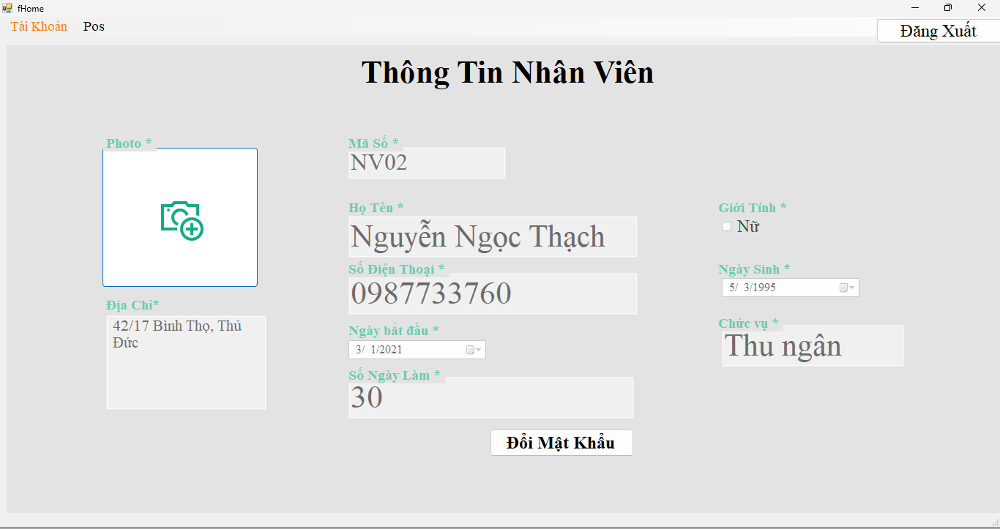 fHome
Tài Khoản Pos
Đăng Xuất
Thông Tin Nhân Viên
Photo *
Mã Số *
NV02
Họ Tên *
Giới Tính *
Nguyễn Ngọc Thạch
Nữ
Số Điện Thoại *
Ngày Sinh *
0987733760
5/ 3/1995
Địa Chỉ*
42/17 Bình Thọ, Thủ
Đức
Ngày bắt đầu *
Chức vụ *
3/ 1/2021
Thu ngân
Số Ngày Làm *
30
Đổi Mật Khẩu